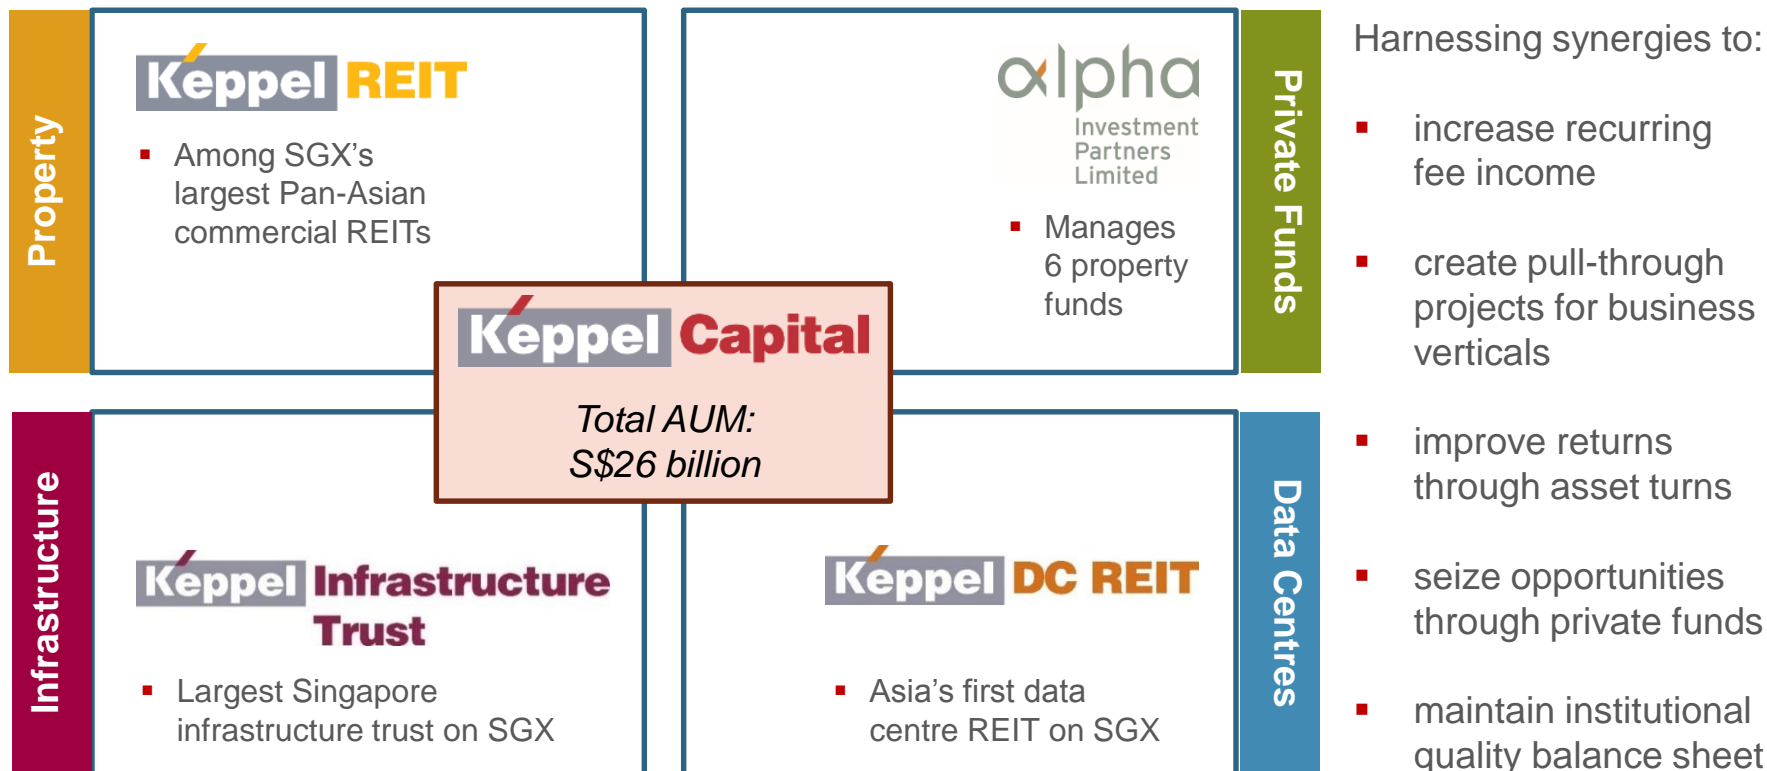 Property
Keppel REIT
Among SGX's
largest Pan-Asian
commercial REITs
alpha
Investment
Partners
Limited
Manages
6 property
funds
Private Funds
Keppel Capital
Total AUM:
S$26 billion
Infrastructure
Keppel Infrastructure
Trust
Largest Singapore
infrastructure trust on SGX
Keppel DC REIT
Asia's first data
centre REIT on SGX
Data Centres
Harnessing synergies to:
increase recurring
fee income
create pull-through
projects for business
verticals
improve returns
through asset turns
seize opportunities
through private funds
maintain institutional
quality balance sheet